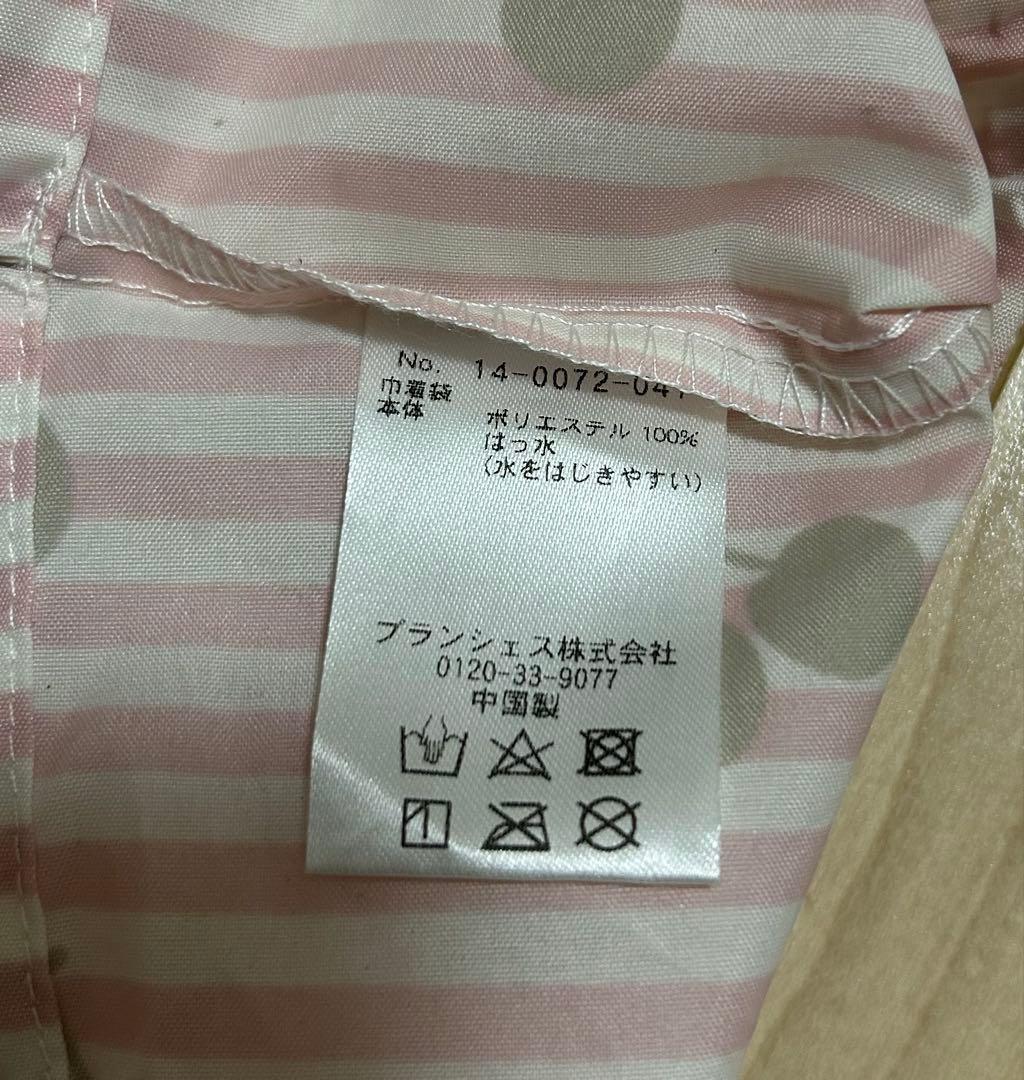 No. 14-0072-041
巾着袋
本体
ポリエステル 100%
はっ水
(水をはじきやすい)
ブランシェス株式会社
0120-33-9077
中国製